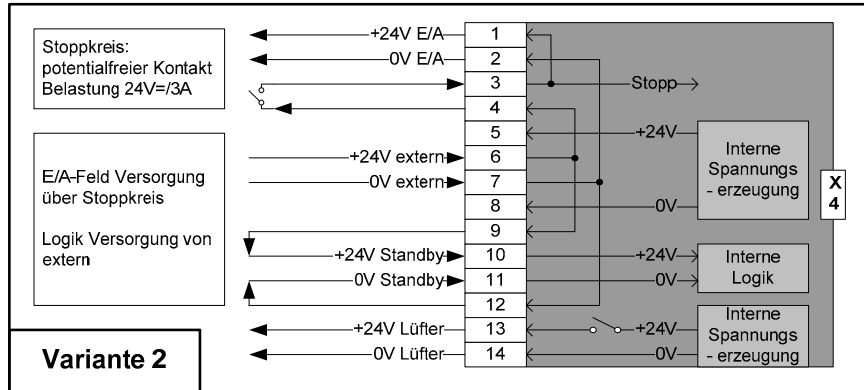 Stoppkreis:
potentialfreier Kontakt
Belastung 24V=/3A
E/A-Feld Versorgung
über Stoppkreis
Logik Versorgung von
extern
Variante 2
+24V E/A
0V E/A
+24V extern
0V extern
+24V Standby
0V Standby
+24V Lüfter
0V Lüfter
1
2
3
4
5
6
7
8
9
10
11
12
13
14
Stopp
+24V
0V
Interne
Spannungs
- erzeugung
+24V
0V
Interne
Logik
+24V
0V
Interne
Spannungs
- erzeugung
X
4